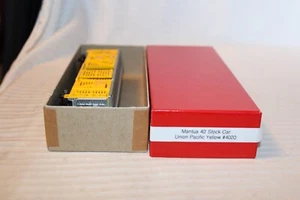 Mantua 40' Stock Car
Union Pacific Yellow #4020